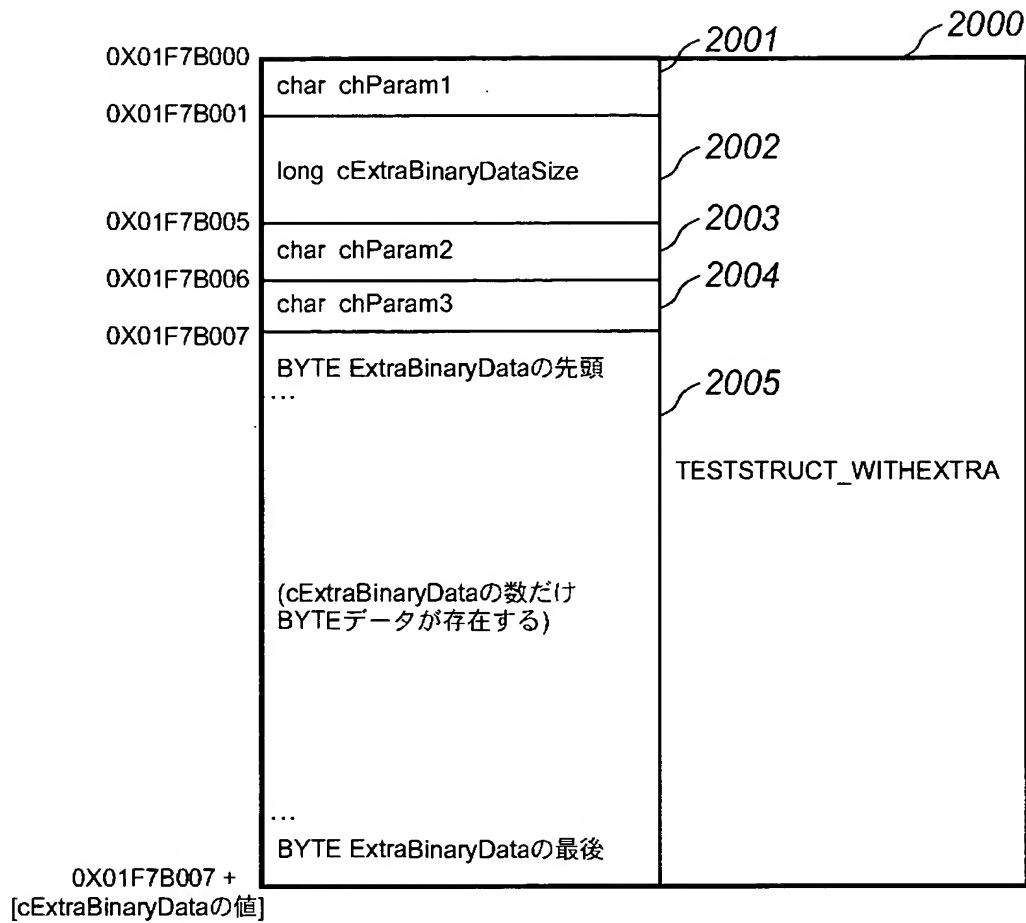 2000
2001
0X01F7B000
char chParam1
0X01F7B001
2002
long cExtraBinaryDataSize
0X01F7B005
2003
char chParam2
0X01F7B006
2004
char chParam3
0X01F7B007
BYTE ExtraBinaryDataの先頭
...
2005
TESTSTRUCT_WITHEXTRA
(cExtraBinaryDataの数だけ
BYTEデータが存在する)
...
BYTE ExtraBinaryDataの最後
0X01F7B007 +
[cExtraBinaryDataの値]